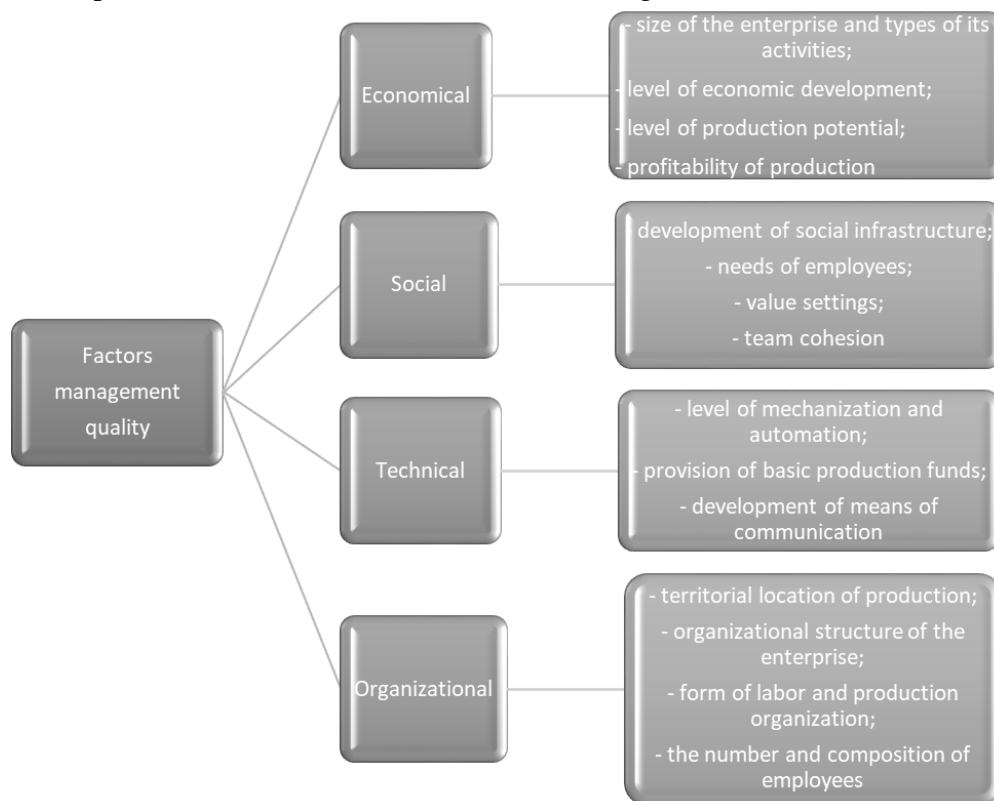 Factors
management
quality
Economical
- size of the enterprise and types of its
activities;
- level of economic development;
- level of production potential;
- profitability of production
Social
development of social infrastructure;
- needs of employees;
- value settings;
- team cohesion
Technical
- level of mechanization and
automation;
- provision of basic production funds;
- development of means of
communication
Organizational
- territorial location of production;
- organizational structure of the
enterprise;
- form of labor and production
organization;
- the number and composition of
employees